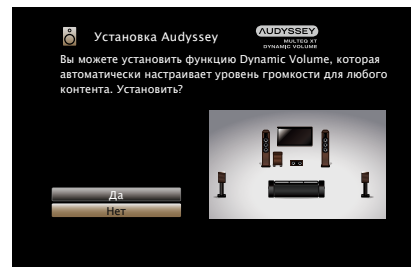 Установка Audyssey
AUDYSSEY
MULTEQ XT
DYNAMIC VOLUME
Вы можете установить функцию Dynamic Volume, которая
автоматически настраивает уровень громкости для любого
контента. Установить?
Да
Нет